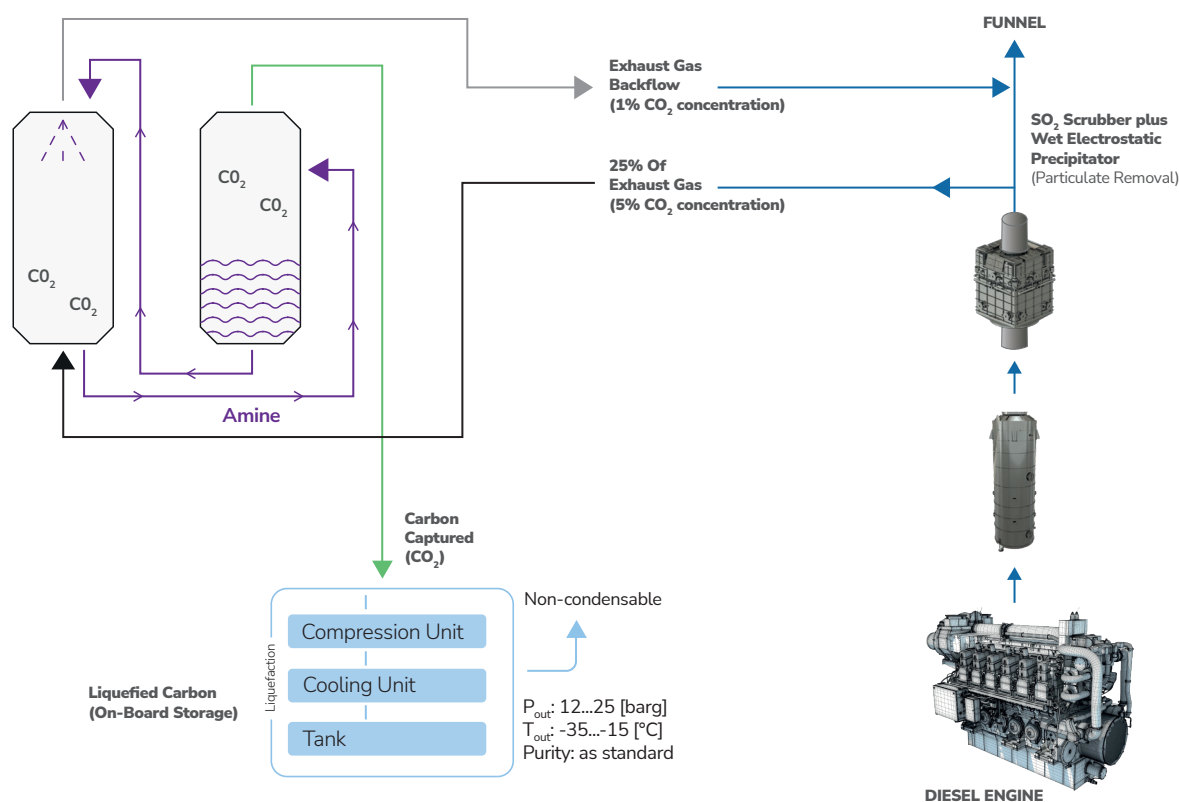 FUNNEL
Exhaust Gas
Backflow
(1% CO₂ concentration)
SO₂ Scrubber plus
Wet Electrostatic
Precipitator
(Particulate Removal)
25% Of
Exhaust Gas
(5% CO₂ concentration)
C0₂
C0₂
C0₂
C0₂
Amine
Carbon
Captured
(CO₂)
Non-condensable
Liquefaction
Compression Unit
Cooling Unit
Tank
Liquefied Carbon
(On-Board Storage)
Pout: 12...25 [barg]
Tout: -35...-15 [°C]
Purity: as standard
DIESEL ENGINE